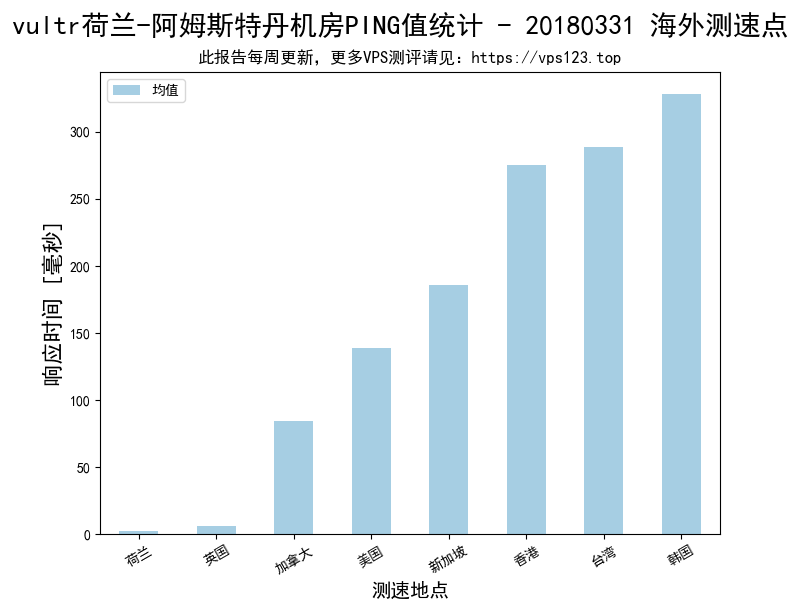 vultr荷兰-阿姆斯特丹机房PING值统计 - 20180331 海外测速点
此报告每周更新，更多VPS测评请见：https://vps123.top
均值
响应时间 [毫秒]
300
250
200
150
100
50
0
荷兰 英国 加拿大 美国 新加坡 香港 台湾 韩国
测速地点